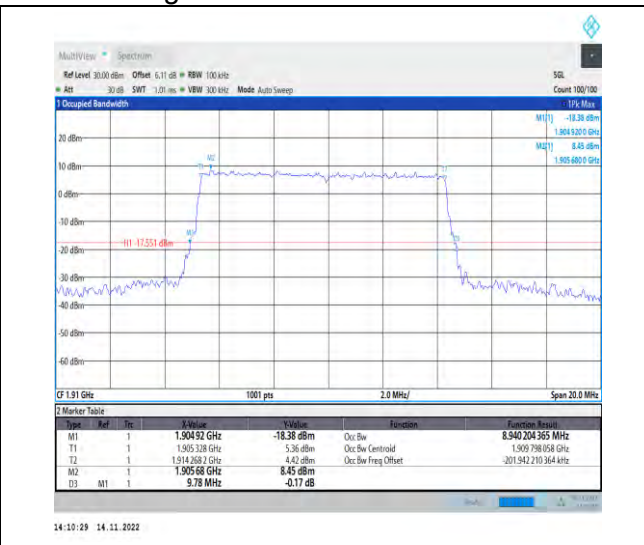 MultiView Spectrum
Ref Level 30.00 dBm Offset 6.11 dB RBW 100 kHz SGL
Att 30 dB SWT 1.01 ms VBW 300 kHz Mode Auto Sweep Count 100/100
1 Occupied Bandwidth 1Pk Max
M1[1] -18.38 dBm
1.904 920 0 GHz
M2[1] 8.45 dBm
1.905 680 0 GHz
20 dBm
M2
10 dBm
T1
0 dBm
-10 dBm
M1
H1 -17.551 dBm
-20 dBm
-30 dBm
-40 dBm
-50 dBm
-60 dBm
CF 1.91 GHz 1001 pts 2.0 MHz/ Span 20.0 MHz
2 Marker Table
Type Ref Trc X-Value Y-Value Function Function Result
M1 1 1.904 92 GHz -18.38 dBm Occ Bw 8.940 204 365 MHz
T1 1 1.905 328 GHz 5.36 dBm Occ Bw Centroid 1.909 798 058 GHz
T2 1 1.914 268 2 GHz 4.42 dBm Occ Bw Freq Offset -201.942 210 364 kHz
M2 1 1.905 68 GHz 8.45 dBm
D3 M1 1 9.78 MHz -0.17 dB
14:10:29 14.11.2022